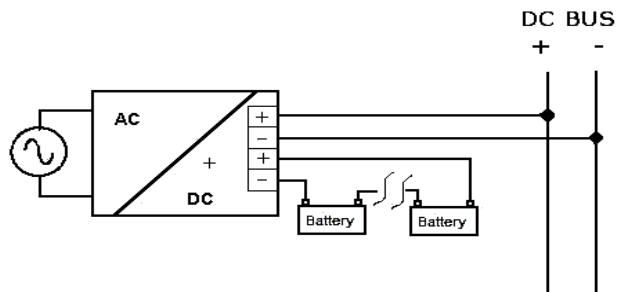 DC BUS
+ -
AC
+
-
+
-
+
DC
Battery
Battery